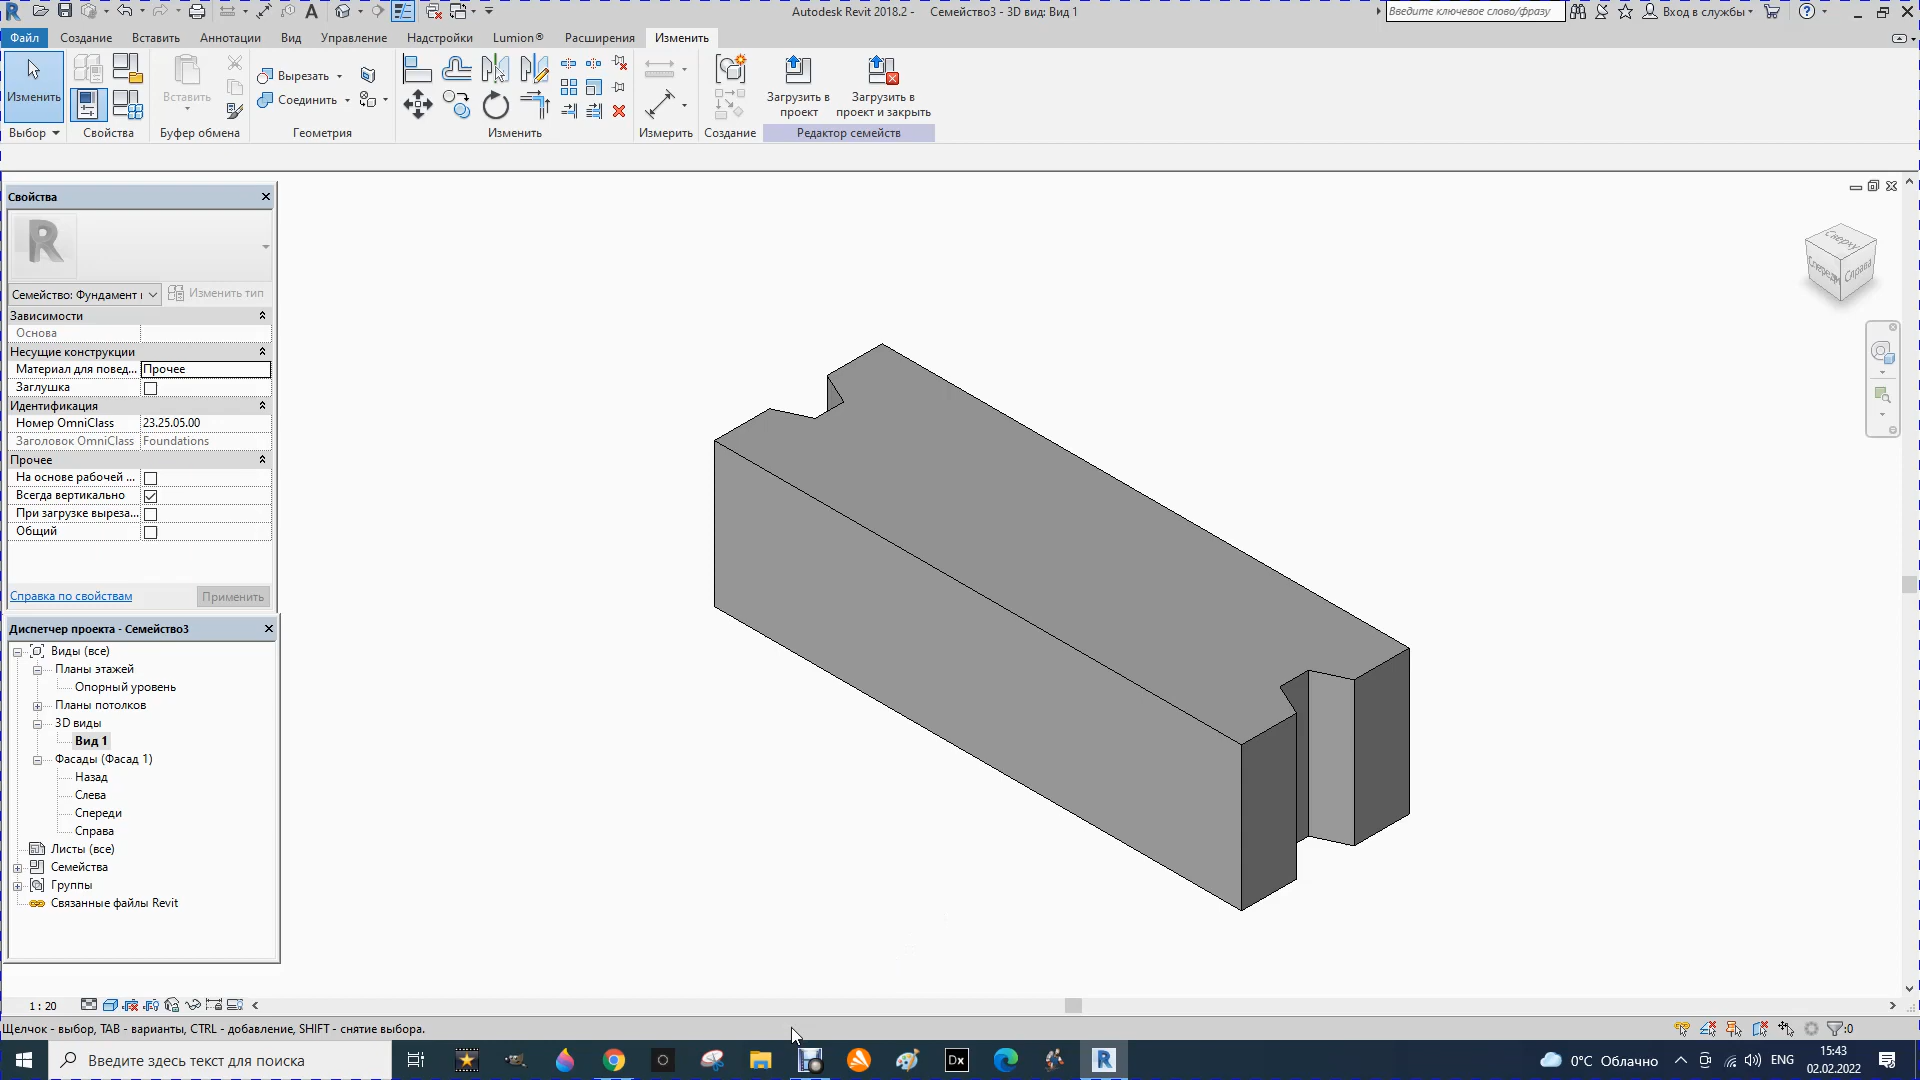 Autodesk Revit 2018.2 - Семейство3 - 3D вид: Вид 1
Введите ключевое слово/фразу
Вход в службы
Файл Создание Вставить Аннотации Вид Управление Надстройки Lumion® Расширения Изменить
Изменить
Вставить
Вырезать
Соединить
Загрузить в проект
Загрузить в проект и закрыть
Выбор Свойства Буфер обмена Геометрия Изменить Измерить Создание Редактор семейств
Свойства
Семейство: Фундамент
Изменить тип
Зависимости
Основа
Несущие конструкции
Материал для повед... Прочее
Заглушка
Идентификация
Номер OmniClass 23.25.05.00
Заголовок OmniClass Foundations
Прочее
На основе рабочей ...
Всегда вертикально
При загрузке выреза...
Общий
Справка по свойствам Применить
Диспетчер проекта - Семейство3
Виды (все)
Планы этажей
Опорный уровень
Планы потолков
3D виды
Вид 1
Фасады (Фасад 1)
Назад
Слева
Спереди
Справа
Листы (все)
Семейства
Группы
Связанные файлы Revit
Сверху
Спереди
Справа
1 : 20
Щелчок - выбор, TAB - варианты, CTRL - добавление, SHIFT - снятие выбора.
:0
Введите здесь текст для поиска
Dx
0°C Облачно
ENG
15:43
02.02.2022